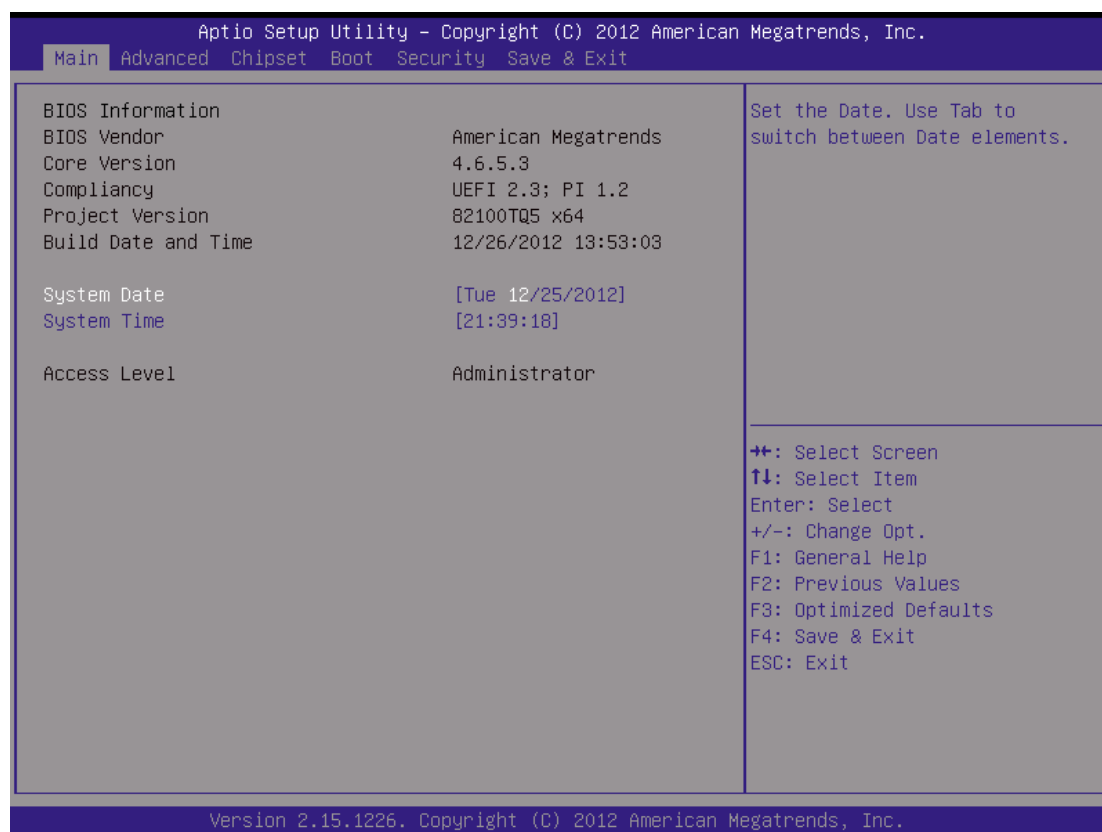 Aptio Setup Utility – Copyright (C) 2012 American Megatrends, Inc.
Main Advanced Chipset Boot Security Save & Exit
BIOS Information
BIOS Vendor American Megatrends
Core Version 4.6.5.3
Compliancy UEFI 2.3; PI 1.2
Project Version 82100TQ5 x64
Build Date and Time 12/26/2012 13:53:03
System Date [Tue 12/25/2012]
System Time [21:39:18]
Access Level Administrator
Set the Date. Use Tab to
switch between Date elements.
→←: Select Screen
↑↓: Select Item
Enter: Select
+/-: Change Opt.
F1: General Help
F2: Previous Values
F3: Optimized Defaults
F4: Save & Exit
ESC: Exit
Version 2.15.1226. Copyright (C) 2012 American Megatrends, Inc.